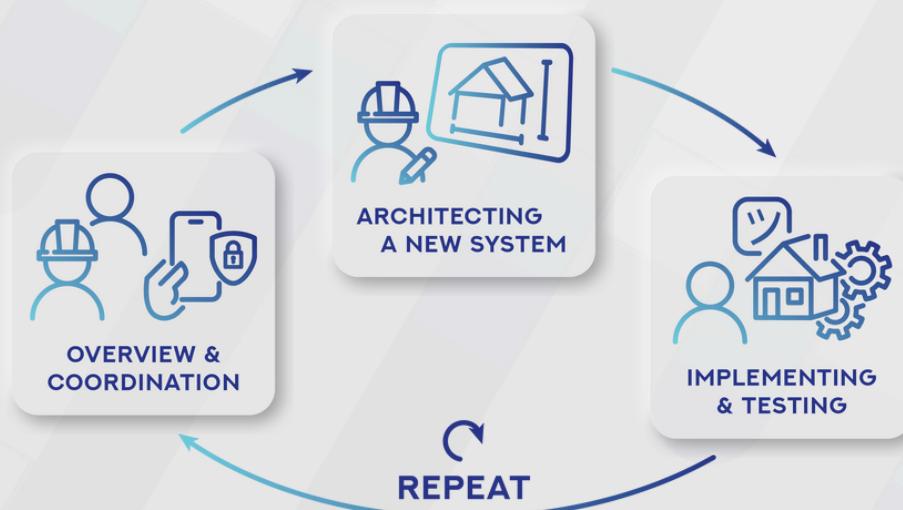 ARCHITECTING
A NEW SYSTEM
OVERVIEW &
COORDINATION
IMPLEMENTING
& TESTING
REPEAT